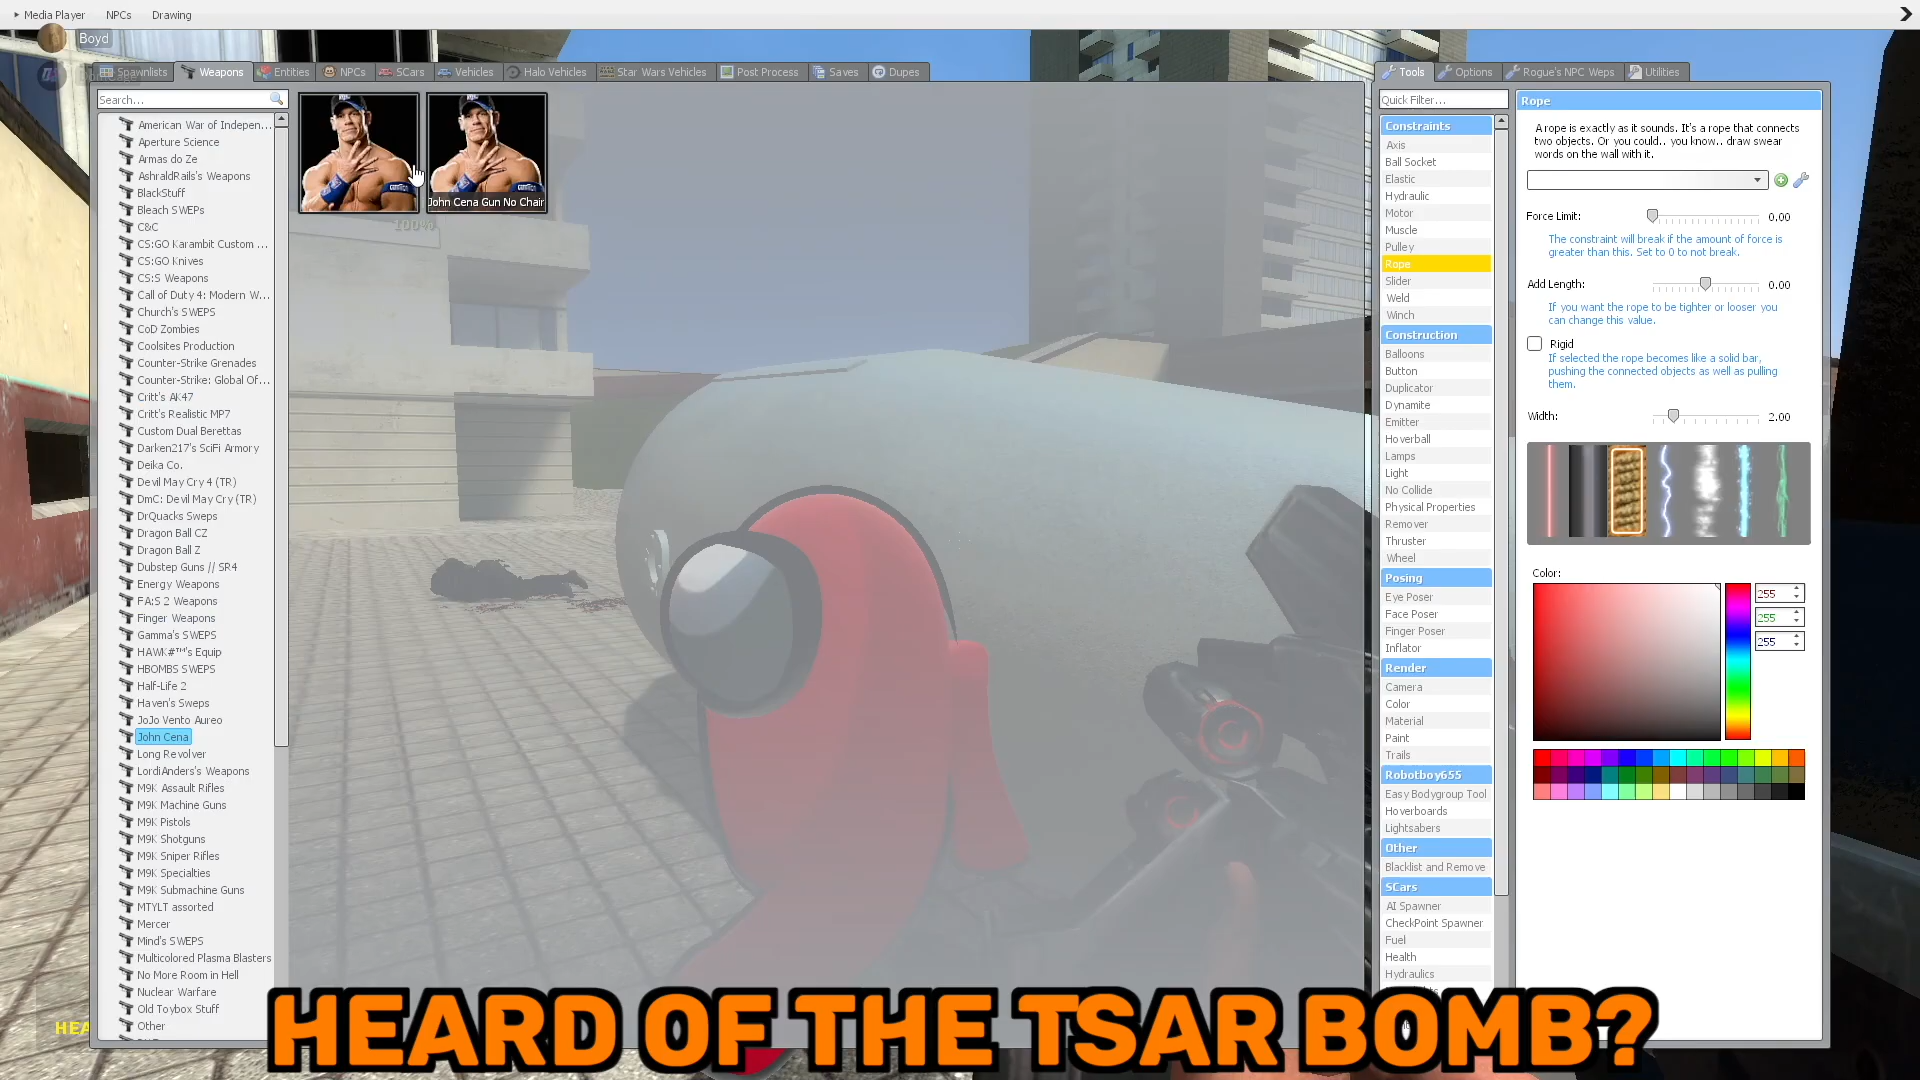 Media Player
NPCs
Drawing
Boyd
Spawnlists
Weapons
Entities
NPCs
SCars
Vehicles
Halo Vehicles
Star Wars Vehicles
Post Process
Saves
Dupes
Search...
American War of Indepen...
Aperture Science
Armas do Ze
AshraldRails's Weapons
BlackStuff
Bleach SWEPs
C&C
CS:GO Karambit Custom ...
CS:GO Knives
CS:S Weapons
Call of Duty 4: Modern W...
Church's SWEPS
CoD Zombies
Coolsites Production
Counter-Strike Grenades
Counter-Strike: Global Of...
Critt's AK47
Critt's Realistic MP7
Custom Dual Berettas
Darken217's SciFi Armory
Deika Co.
Devil May Cry 4 (TR)
DmC: Devil May Cry (TR)
DrQuacks Sweps
Dragon Ball CZ
Dragon Ball Z
Dubstep Guns // SR4
Energy Weapons
FA:S 2 Weapons
Finger Weapons
Gamma's SWEPS
HAWK#™'s Equip
HBOMBS SWEPS
Half-Life 2
Haven's Sweps
JoJo Vento Aureo
John Cena
Long Revolver
LordiAnders's Weapons
M9K Assault Rifles
M9K Machine Guns
M9K Pistols
M9K Shotguns
M9K Sniper Rifles
M9K Specialties
M9K Submachine Guns
MTYLT assorted
Mercer
Mind's SWEPS
Multicolored Plasma Blasters
No More Room in Hell
Nuclear Warfare
Old Toybox Stuff
Other
John Cena Gun No Chair
100%
Tools
Options
Rogue's NPC Weps
Utilities
Quick Filter...
Constraints
Axis
Ball Socket
Elastic
Hydraulic
Motor
Muscle
Pulley
Rope
Slider
Weld
Winch
Construction
Balloons
Button
Duplicator
Dynamite
Emitter
Hoverball
Lamps
Light
No Collide
Physical Properties
Remover
Thruster
Wheel
Posing
Eye Poser
Face Poser
Finger Poser
Inflator
Render
Camera
Color
Material
Paint
Trails
Robotboy655
Easy Bodygroup Tool
Hoverboards
Lightsabers
Other
Blacklist and Remove
SCars
AI Spawner
CheckPoint Spawner
Fuel
Health
Hydraulics
Rope
A rope is exactly as it sounds. It's a rope that connects
two objects. Or you could.. you know.. draw swear
words on the wall with it.
Force Limit:
0.00
The constraint will break if the amount of force is
greater than this. Set to 0 to not break.
Add Length:
0.00
If you want the rope to be tighter or looser you
can change this value.
Rigid
If selected the rope becomes like a solid bar,
pushing the connected objects as well as pulling
them.
Width:
2.00
Color:
255
255
255
HEA
HEARD OF THE TSAR BOMB?